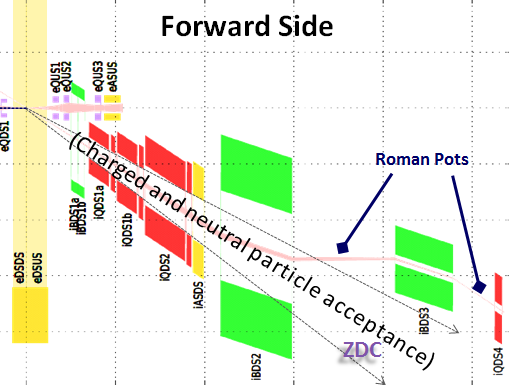 Forward Side
eQDS1
eQUS1
eQUS2
eQUS3
eASUS
(Charged and neutral particle acceptance)
Roman Pots
iBDS1a
iBDS1b
iQDS1a
iQDS1b
iQDS2
iASDS
eDSDS
eDSUS
iBDS2
iBDS3
iQDS4
ZDC